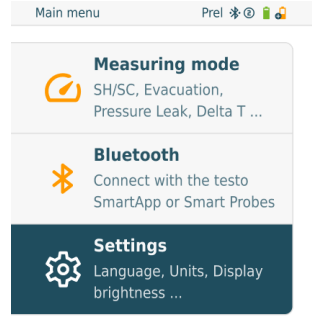 Main menu
Prel ②
Measuring mode
SH/SC, Evacuation,
Pressure Leak, Delta T ...
Bluetooth
Connect with the testo
SmartApp or Smart Probes
Settings
Language, Units, Display
brightness ...